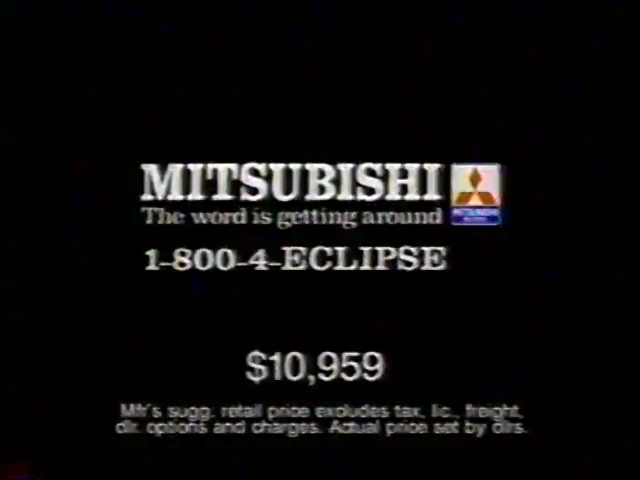 MITSUBISHI
The word is getting around
MITSUBISHI
1-800-4-ECLIPSE
$10,959
Mfr's sugg. retail price excludes tax, lic., freight,
dlr. options and charges. Actual price set by dlrs.